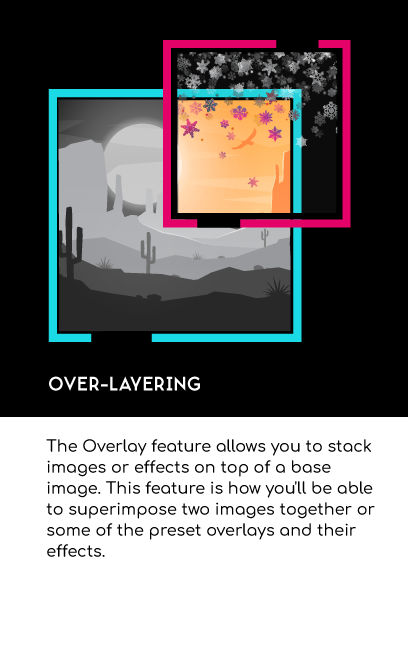 OVER-LAYERING
The Overlay feature allows you to stack
images or effects on top of a base
image. This feature is how you'll be able
to superimpose two images together or
some of the preset overlays and their
effects.